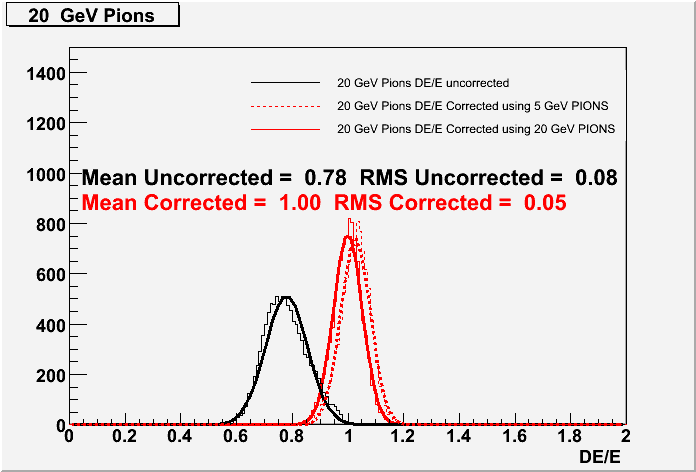 20 GeV Pions
20 GeV Pions DE/E uncorrected
20 GeV Pions DE/E Corrected using 5 GeV PIONS
20 GeV Pions DE/E Corrected using 20 GeV PIONS
Mean Uncorrected = 0.78 RMS Uncorrected = 0.08
Mean Corrected = 1.00 RMS Corrected = 0.05
1400
1200
1000
800
600
400
200
0
0 0.2 0.4 0.6 0.8 1 1.2 1.4 1.6 1.8 2
DE/E